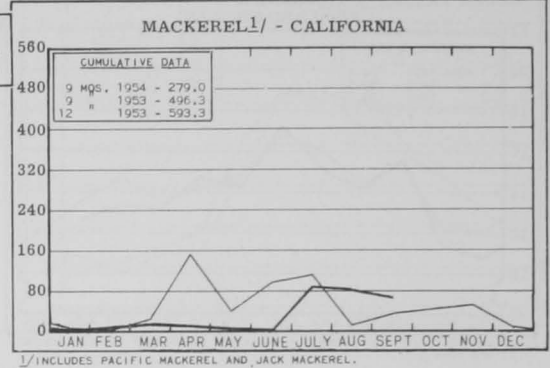 MACKEREL1/ - CALIFORNIA
560
CUMULATIVE DATA
9 MOS. 1954 - 279.0
9 " 1953 - 496.3
12 " 1953 - 593.3
480
400
320
240
160
80
0
JAN FEB MAR APR MAY JUNE JULY AUG SEPT OCT NOV DEC
1/INCLUDES PACIFIC MACKEREL AND JACK MACKEREL.